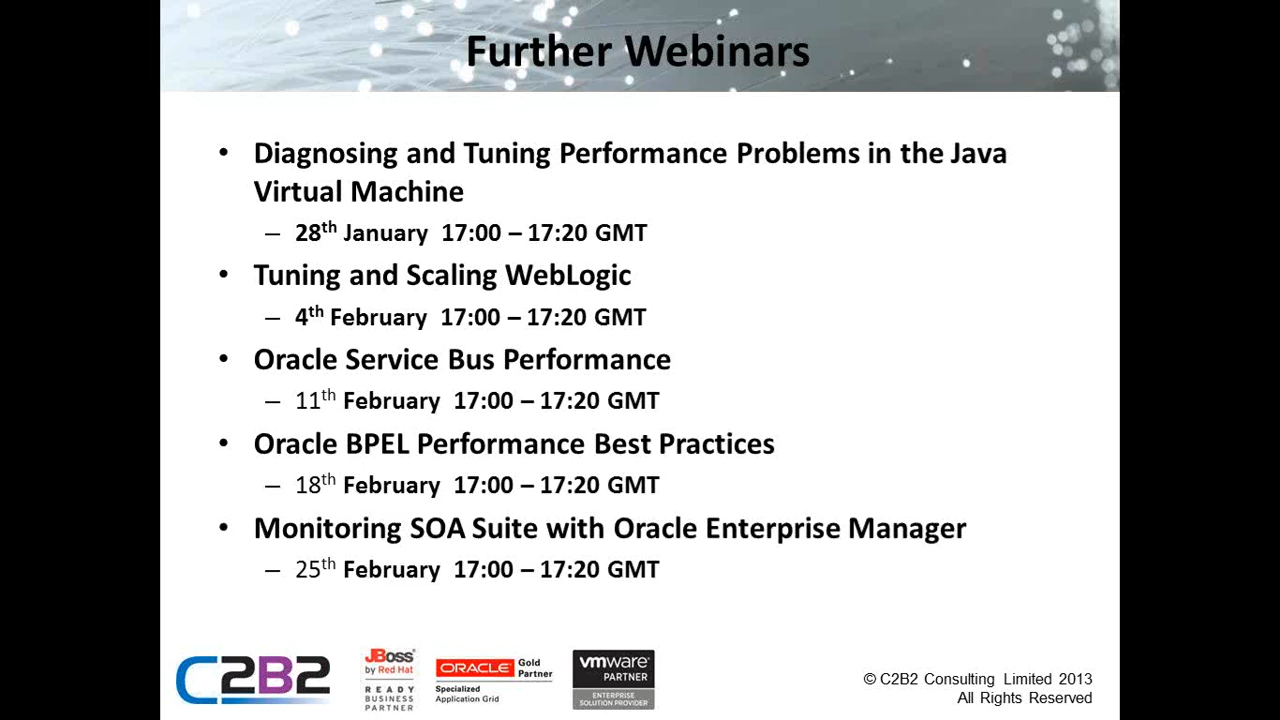 Further Webinars
• Diagnosing and Tuning Performance Problems in the Java
Virtual Machine
– 28th January 17:00 – 17:20 GMT
• Tuning and Scaling WebLogic
– 4th February 17:00 – 17:20 GMT
• Oracle Service Bus Performance
– 11th February 17:00 – 17:20 GMT
• Oracle BPEL Performance Best Practices
– 18th February 17:00 – 17:20 GMT
• Monitoring SOA Suite with Oracle Enterprise Manager
– 25th February 17:00 – 17:20 GMT
C2B2
JBoss
by Red Hat
READY
BUSINESS
PARTNER
ORACLE Gold
Partner
Specialized
Application Grid
vmware
PARTNER
ENTERPRISE
SOLUTION PROVIDER
© C2B2 Consulting Limited 2013
All Rights Reserved